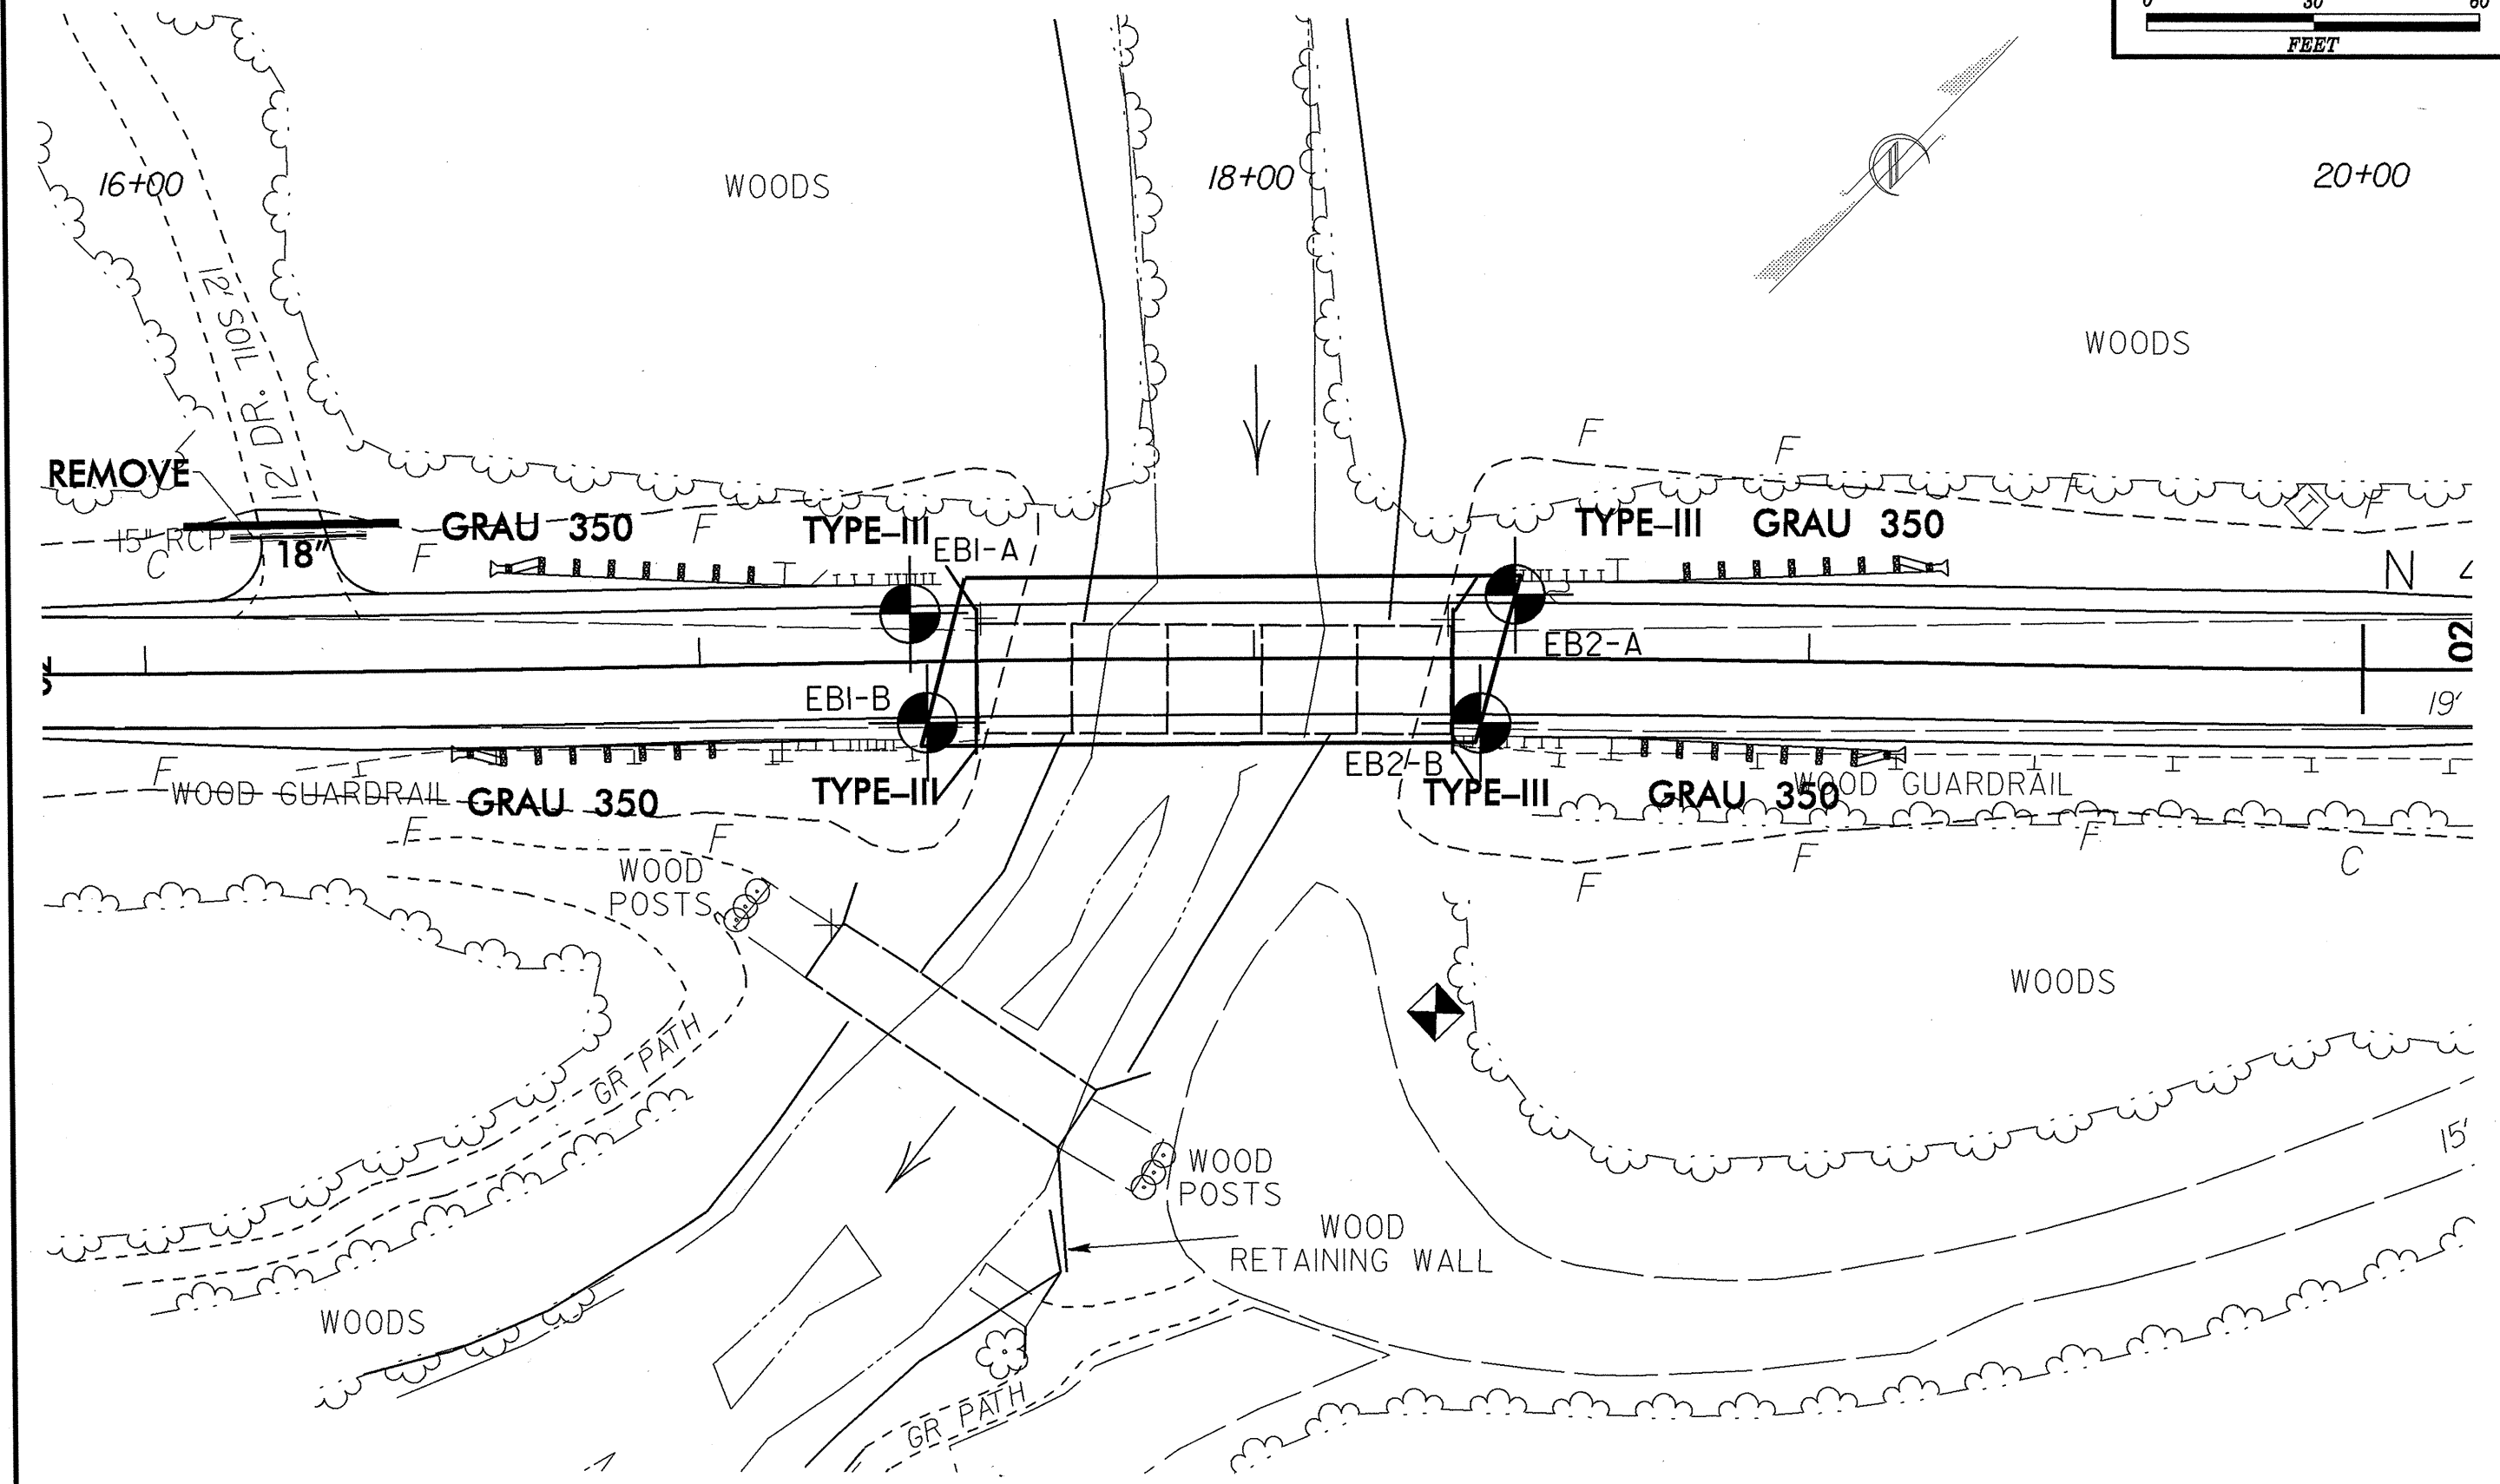 0 30 60
FEET
16+00
WOODS
18+00
20+00
12' SOIL DR.
WOODS
12'
REMOVE
15" RCP
18"
C
F
GRAU 350
F
TYPE-III
EB1-A
F
F
F
F
TYPE-III
GRAU 350
T
N
EB2-A
02
EB1-B
19'
EB2-B
F
WOOD GUARDRAIL
GRAU 350
TYPE-III
TYPE-III
GRAU 350
WOOD GUARDRAIL
F
F
F
F
F
C
WOOD
POSTS
WOODS
GR PATH
15'
WOOD
POSTS
WOOD
RETAINING WALL
WOODS
GR PATH